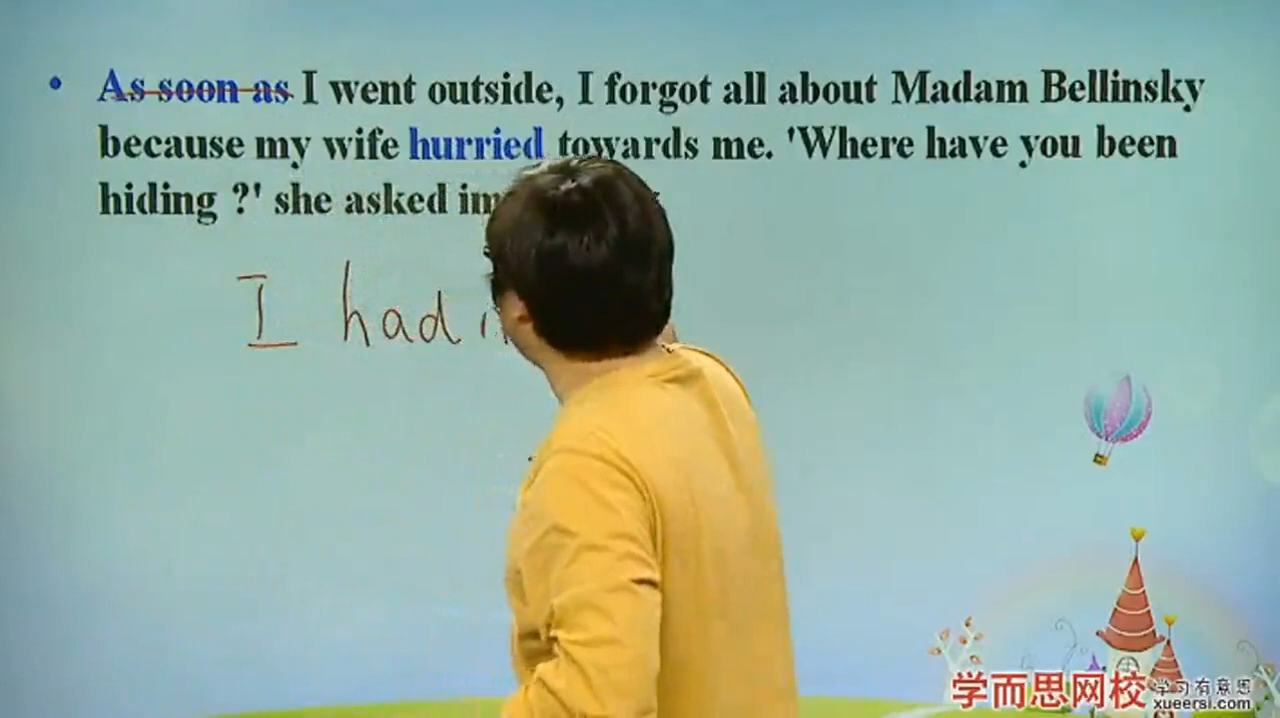 • As soon as I went outside, I forgot all about Madam Bellinsky
because my wife hurried towards me. 'Where have you been
hiding ?' she asked
I had
学而思网校 学习有意思
xueersi.com